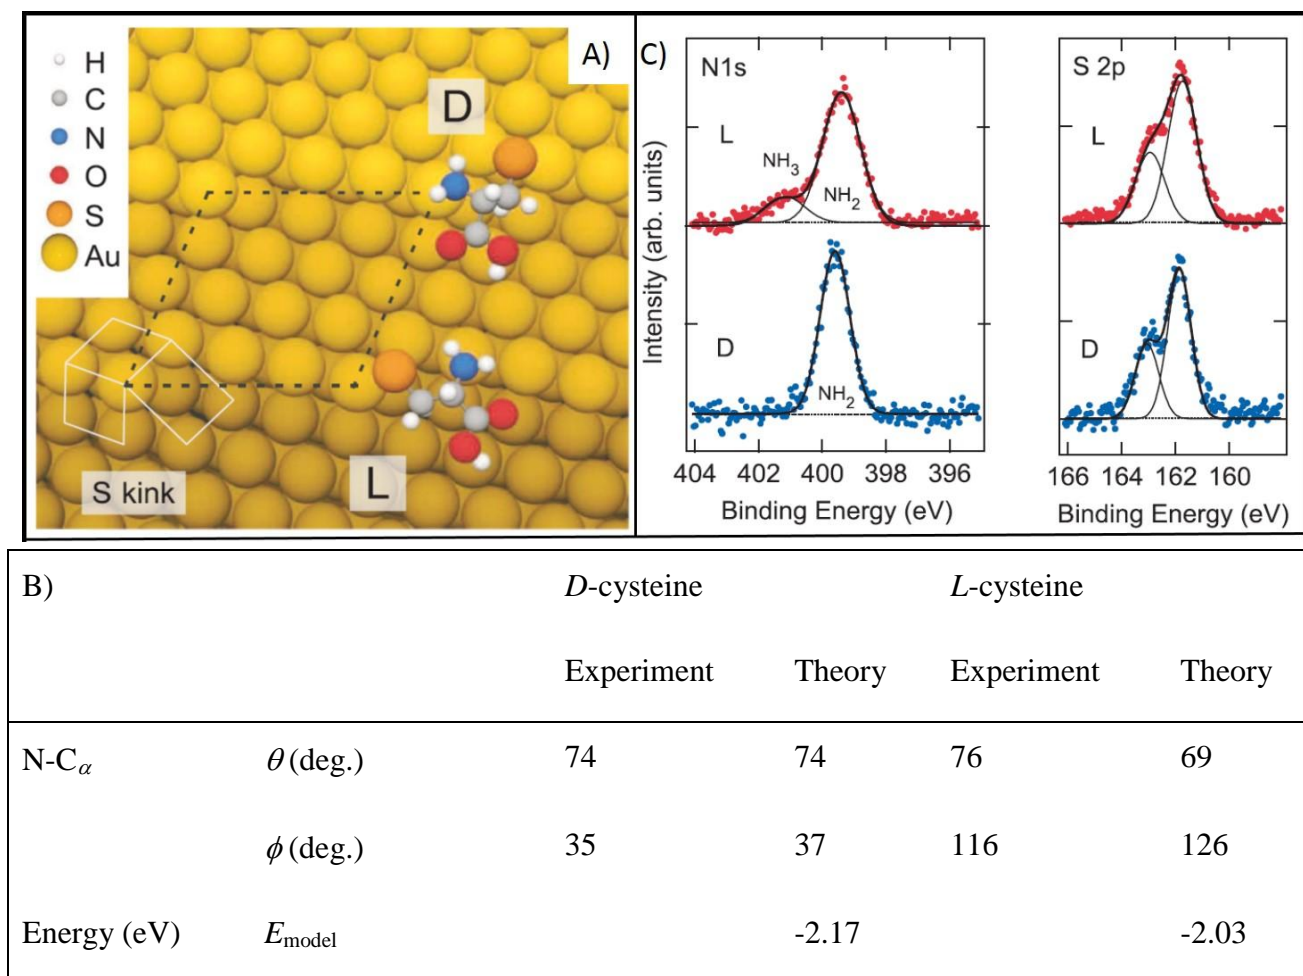 A)
H
C
N
O
S
Au
D
L
S kink
C)
N1s
L
NH3
NH2
D
NH2
Intensity (arb. units)
404 402 400 398 396
Binding Energy (eV)
S 2p
L
D
166 164 162 160
Binding Energy (eV)
B) D-cysteine L-cysteine
Experiment Theory Experiment Theory
N-Cα θ (deg.) 74 74 76 69
ϕ (deg.) 35 37 116 126
Energy (eV) Emodel -2.17 -2.03